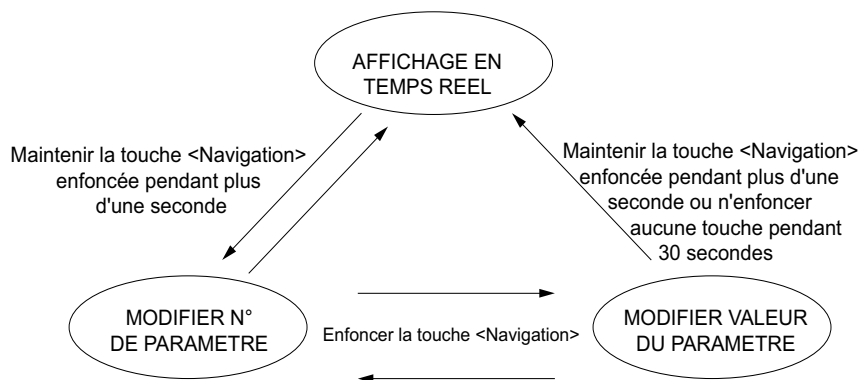 AFFICHAGE EN
TEMPS REEL
Maintenir la touche <Navigation>
enfoncée pendant plus
d'une seconde
Maintenir la touche <Navigation>
enfoncée pendant plus d'une
seconde ou n'enfoncer
aucune touche pendant
30 secondes
MODIFIER N°
DE PARAMETRE
Enfoncer la touche <Navigation>
MODIFIER VALEUR
DU PARAMETRE